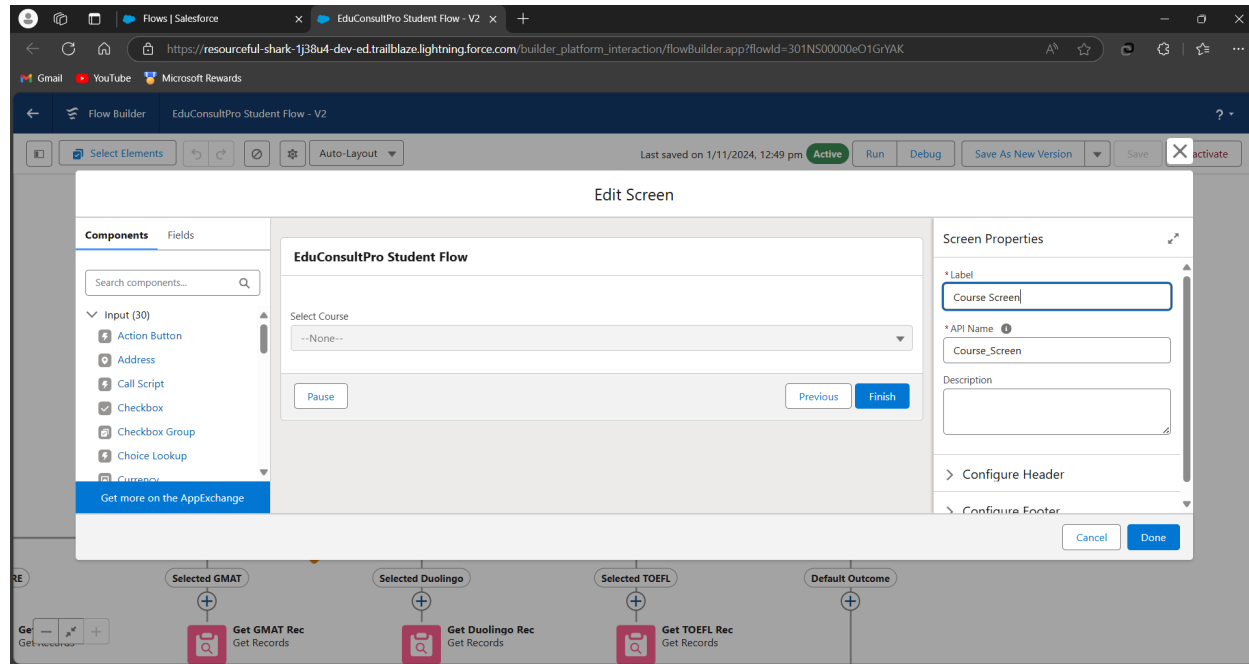 Flows | Salesforce
EduConsultPro Student Flow - V2
https://resourceful-shark-1j38u4-dev-ed.trailblaze.lightning.force.com/builder_platform_interaction/flowBuilder.app?flowId=301NS00000eO1GrYAK
Gmail YouTube Microsoft Rewards
Flow Builder EduConsultPro Student Flow - V2 ?
Select Elements Auto-Layout Last saved on 1/11/2024, 12:49 pm Active Run Debug Save As New Version Save activate
Edit Screen
Components Fields
Search components...
Input (30)
Action Button
Address
Call Script
Checkbox
Checkbox Group
Choice Lookup
Currency
Get more on the AppExchange
EduConsultPro Student Flow
Select Course
--None--
Pause Previous Finish
Screen Properties
* Label
Course Screen
* API Name
Course_Screen
Description
Configure Header
Configure Footer
Cancel Done
RE Selected GMAT Selected Duolingo Selected TOEFL Default Outcome
Get GMAT Rec Get Duolingo Rec Get TOEFL Rec
Get Records Get Records Get Records